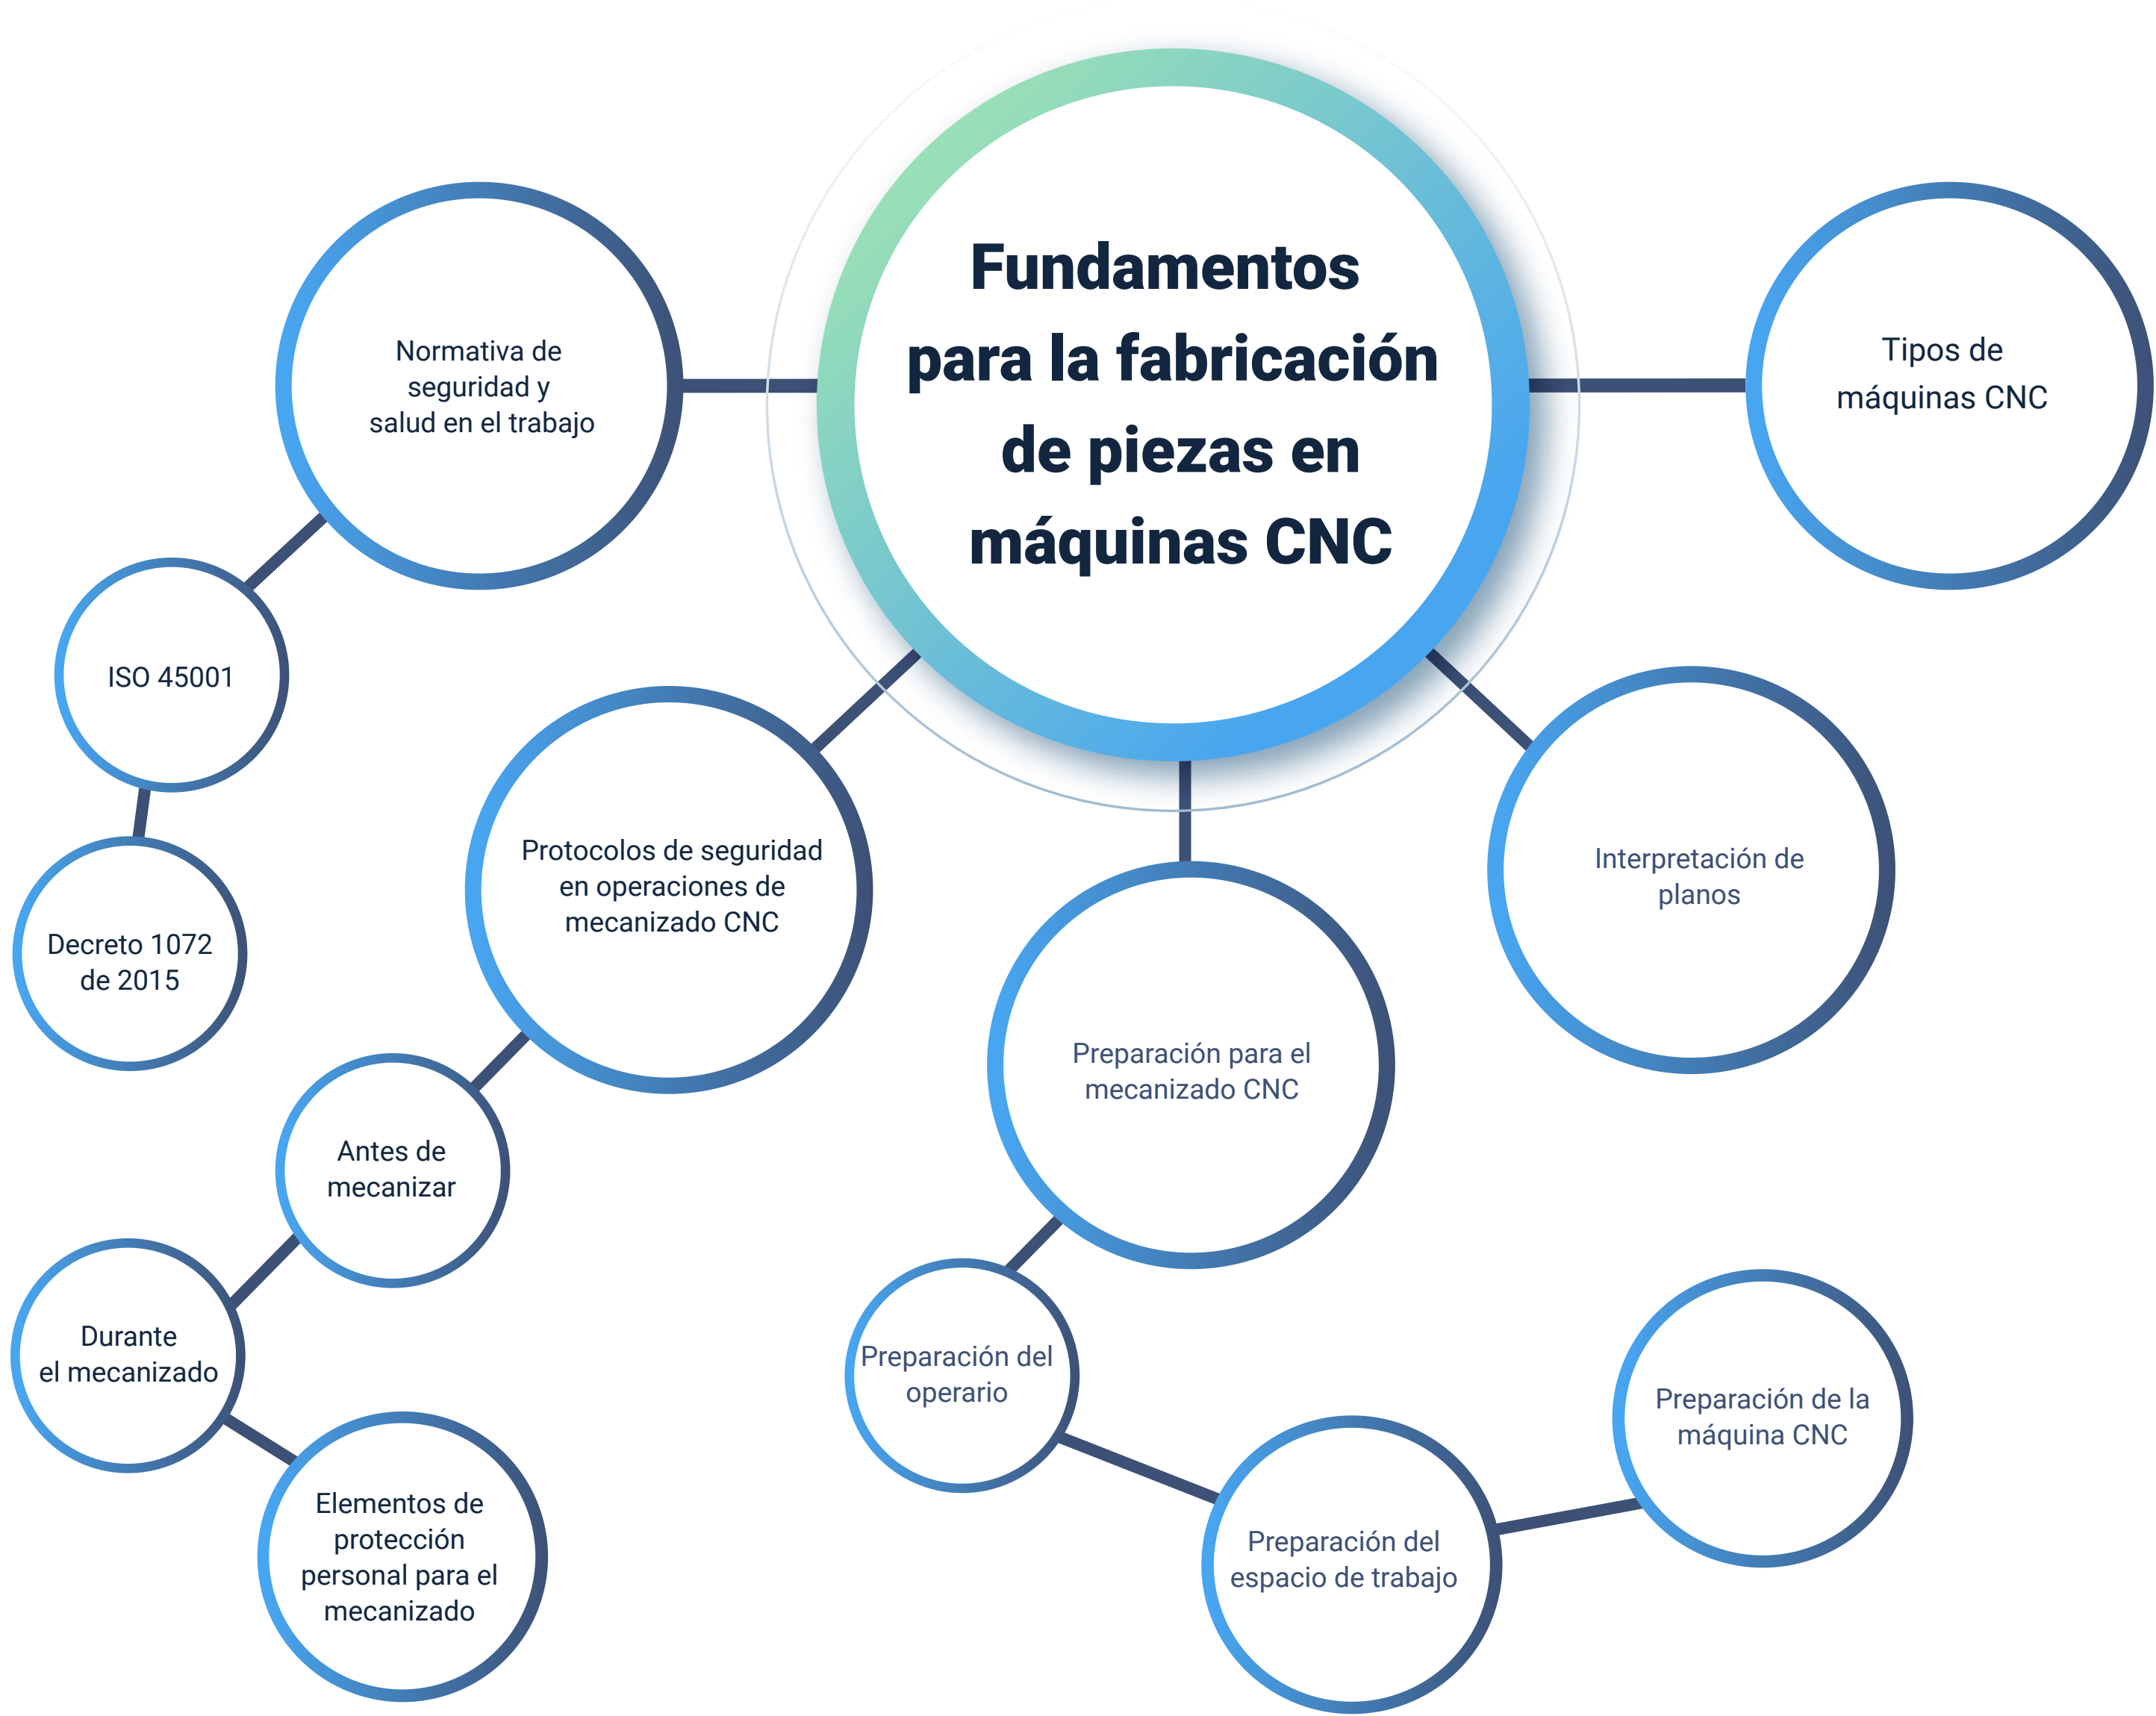 Fundamentos
para la fabricación
de piezas en
máquinas CNC
Normativa de
seguridad y
salud en el trabajo
ISO 45001
Decreto 1072
de 2015
Protocolos de seguridad
en operaciones de
mecanizado CNC
Antes de
mecanizar
Durante
el mecanizado
Elementos de
protección
personal para el
mecanizado
Preparación para el
mecanizado CNC
Preparación del
operario
Preparación del
espacio de trabajo
Preparación de la
máquina CNC
Interpretación de
planos
Tipos de
máquinas CNC